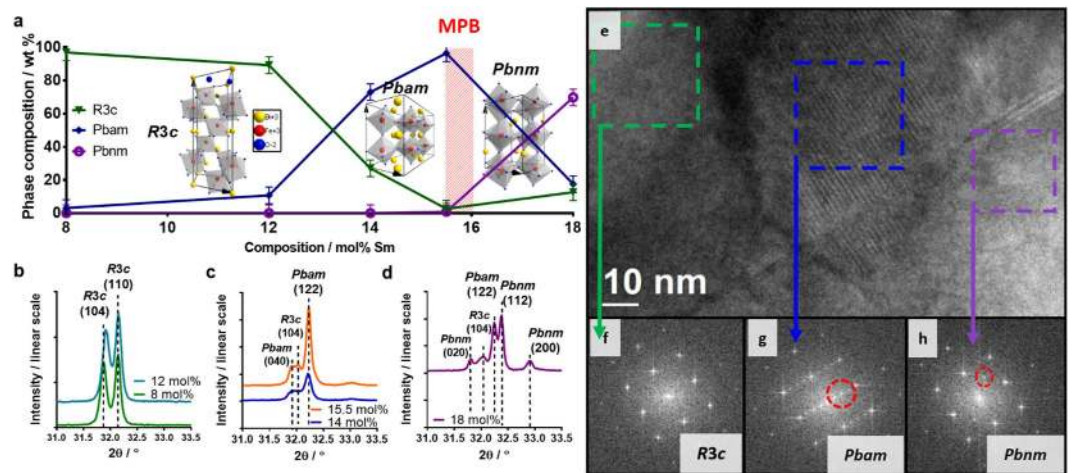 a
MPB
Phase composition / wt %
100
80
60
40
20
0
R3c
Pbam
Pbnm
R3c
Bi+3
Fe+3
O-2
Pbam
Pbnm
8
10
12
14
16
18
Composition / mol% Sm
b
Intensity / linear scale
R3c
(104)
R3c
(110)
12 mol%
8 mol%
31.0
31.5
32.0
32.5
33.0
33.5
2θ / °
c
Intensity / linear scale
Pbam
(122)
R3c
(104)
Pbam
(040)
15.5 mol%
14 mol%
31.0
31.5
32.0
32.5
33.0
33.5
2θ / °
d
Intensity / linear scale
Pbam
(122)
Pbnm
(112)
R3c
(104)
Pbnm
(020)
Pbnm
(200)
18 mol%
31.0
31.5
32.0
32.5
33.0
33.5
2θ / °
e
10 nm
f
R3c
g
Pbam
h
Pbnm